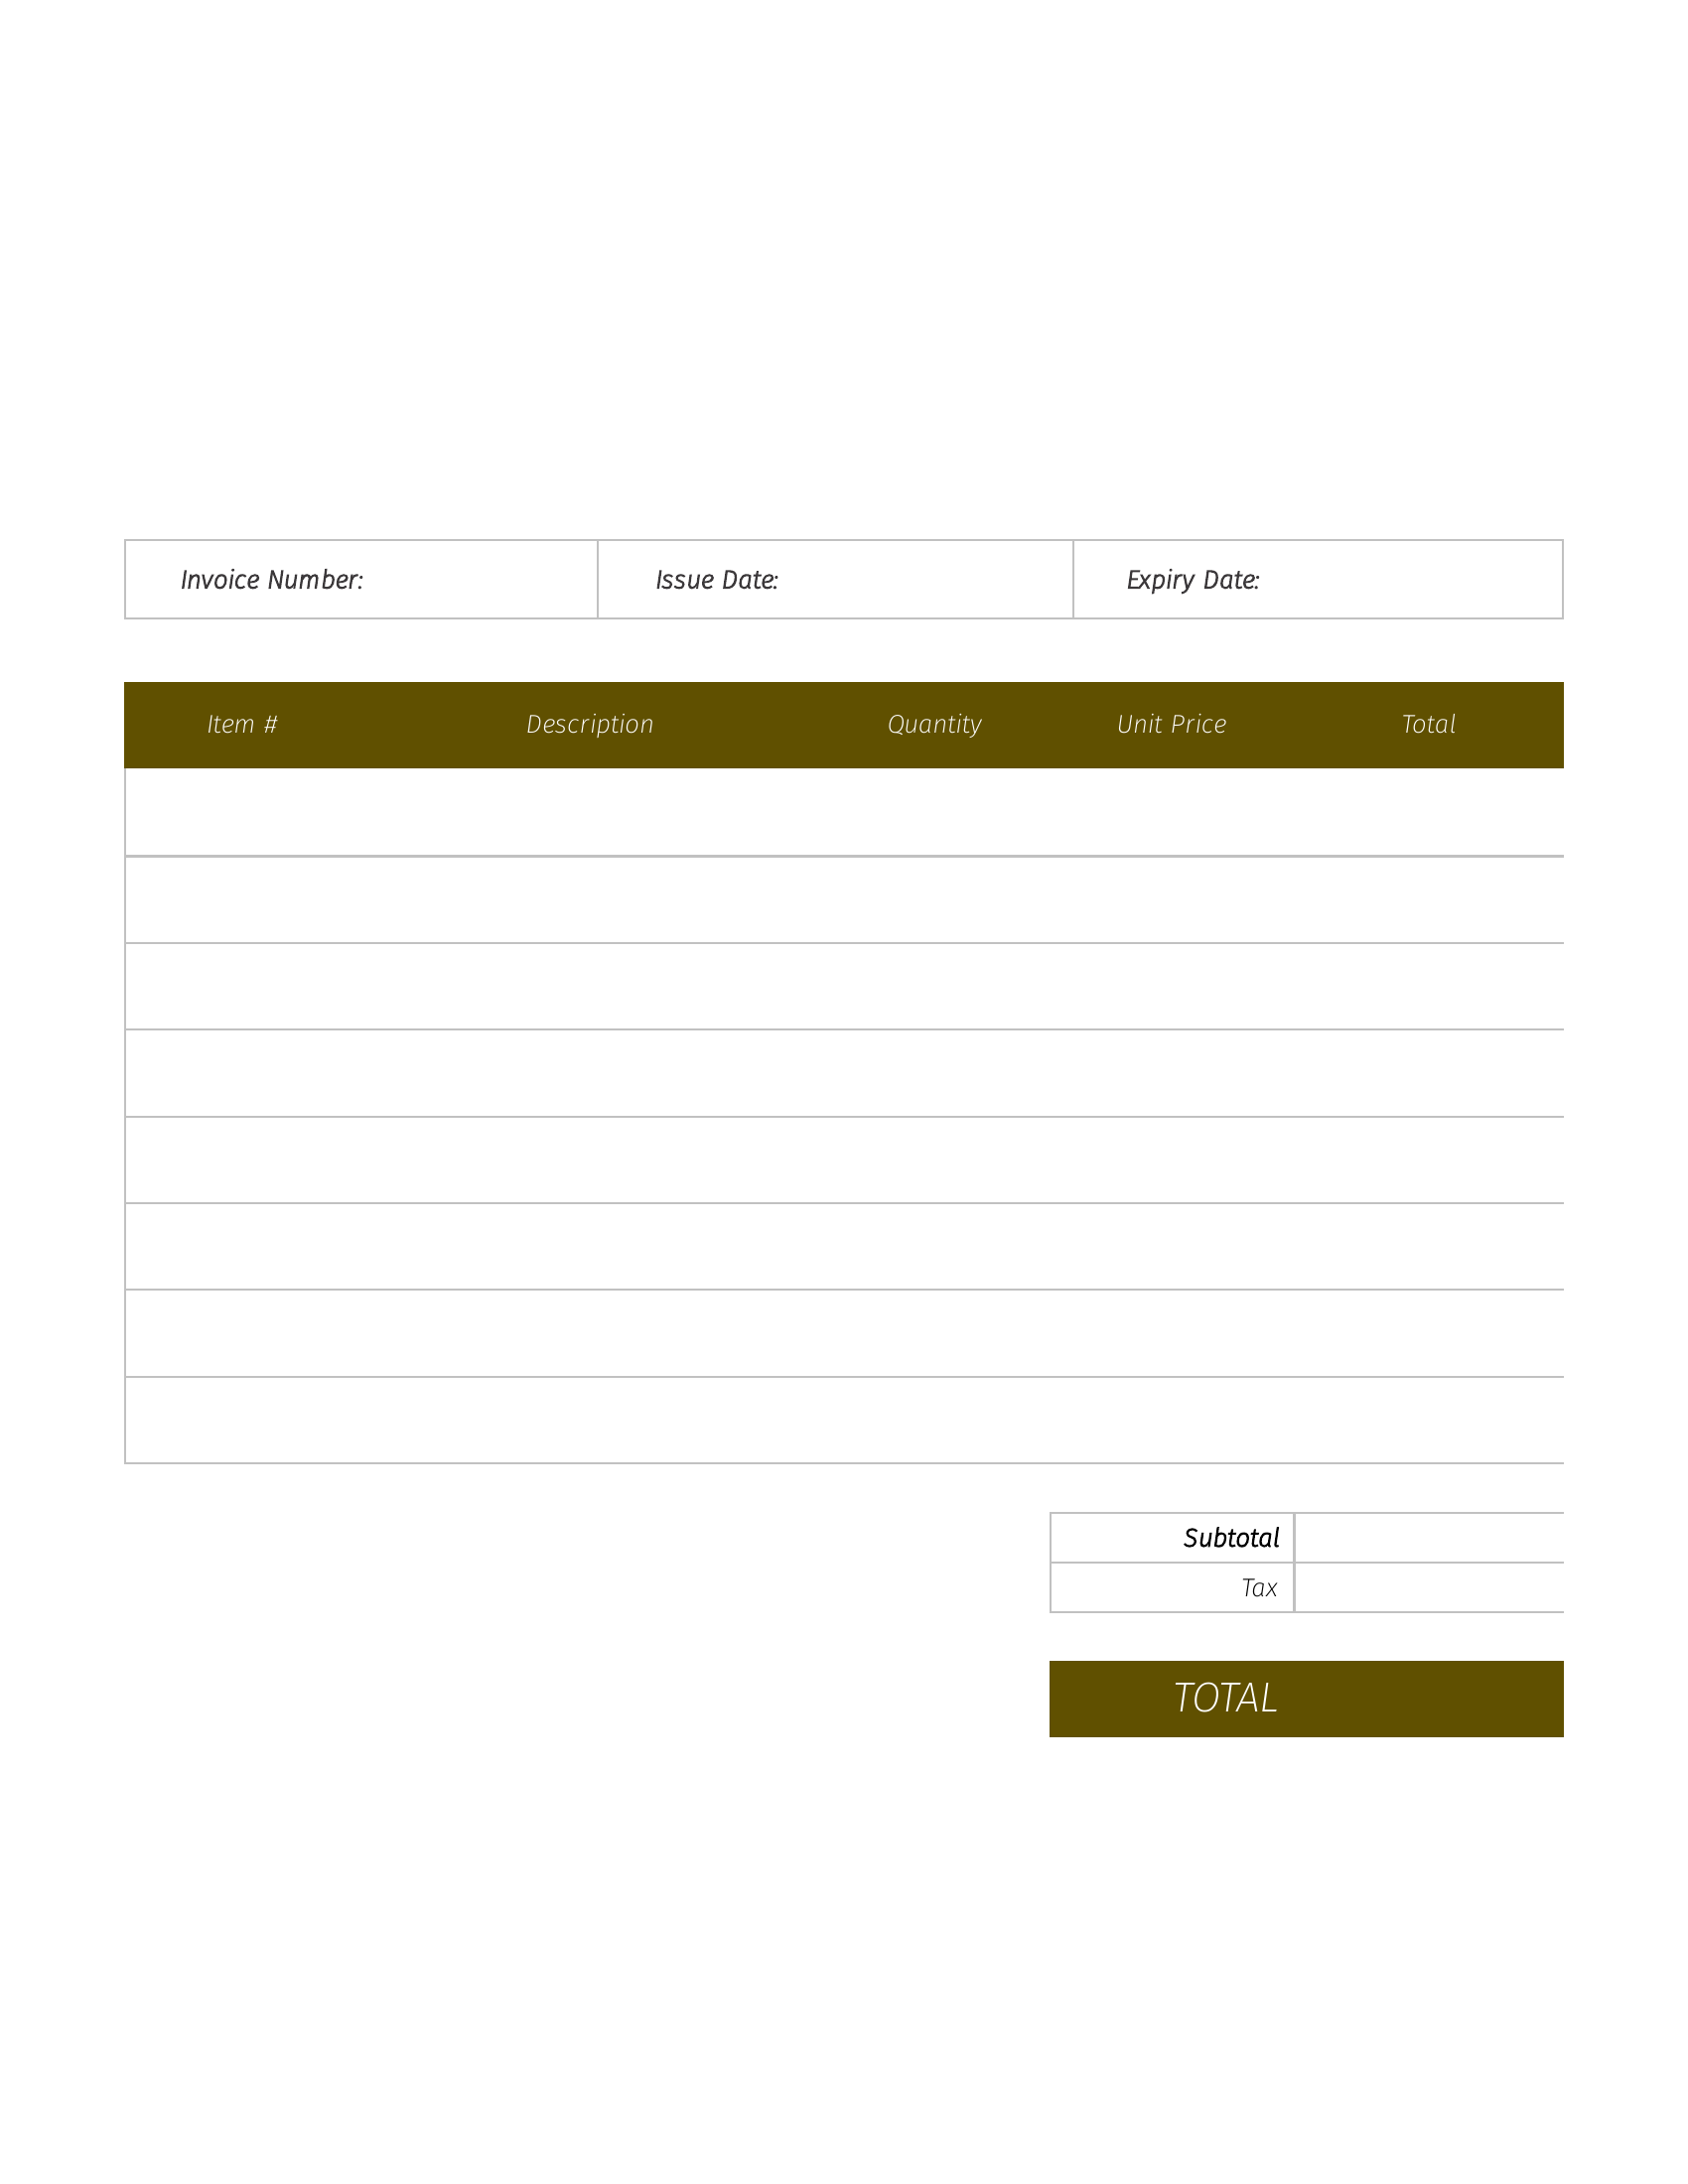 Invoice Number: Issue Date: Expiry Date:
Item # Description Quantity Unit Price Total
Subtotal
Tax
TOTAL